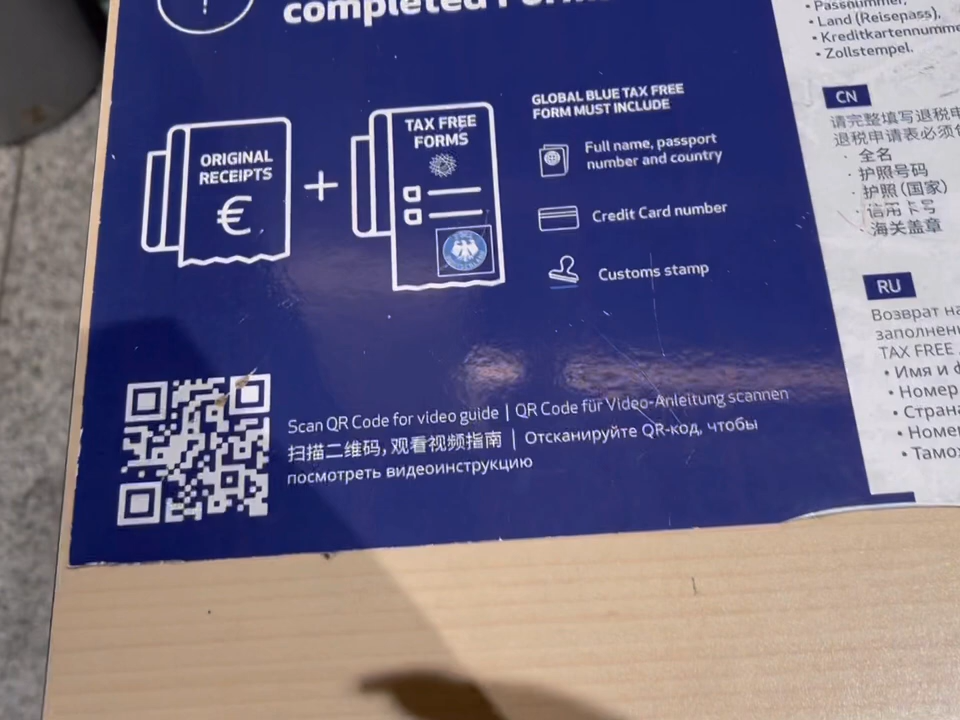 completed Forms
ORIGINAL
RECEIPTS
€
+
TAX FREE
FORMS
GLOBAL BLUE TAX FREE
FORM MUST INCLUDE
Full name, passport
number and country
Credit Card number
Customs stamp
Scan QR Code for video guide | QR Code für Video-Anleitung scannen
扫描二维码, 观看视频指南 | Отсканируйте QR-код, чтобы
посмотреть видеоинструкцию
• Passnummer,
• Land (Reisepass),
• Kreditkartennumme
• Zollstempel.
CN
请完整填写退税申
退税申请表必须包
· 全名
· 护照号码
· 护照(国家)
· 信用卡号
· 海关盖章
RU
Возврат на
заполнен
TAX FREE
• Имя и ф
• Номер
• Страна
• Номе
• Тамо